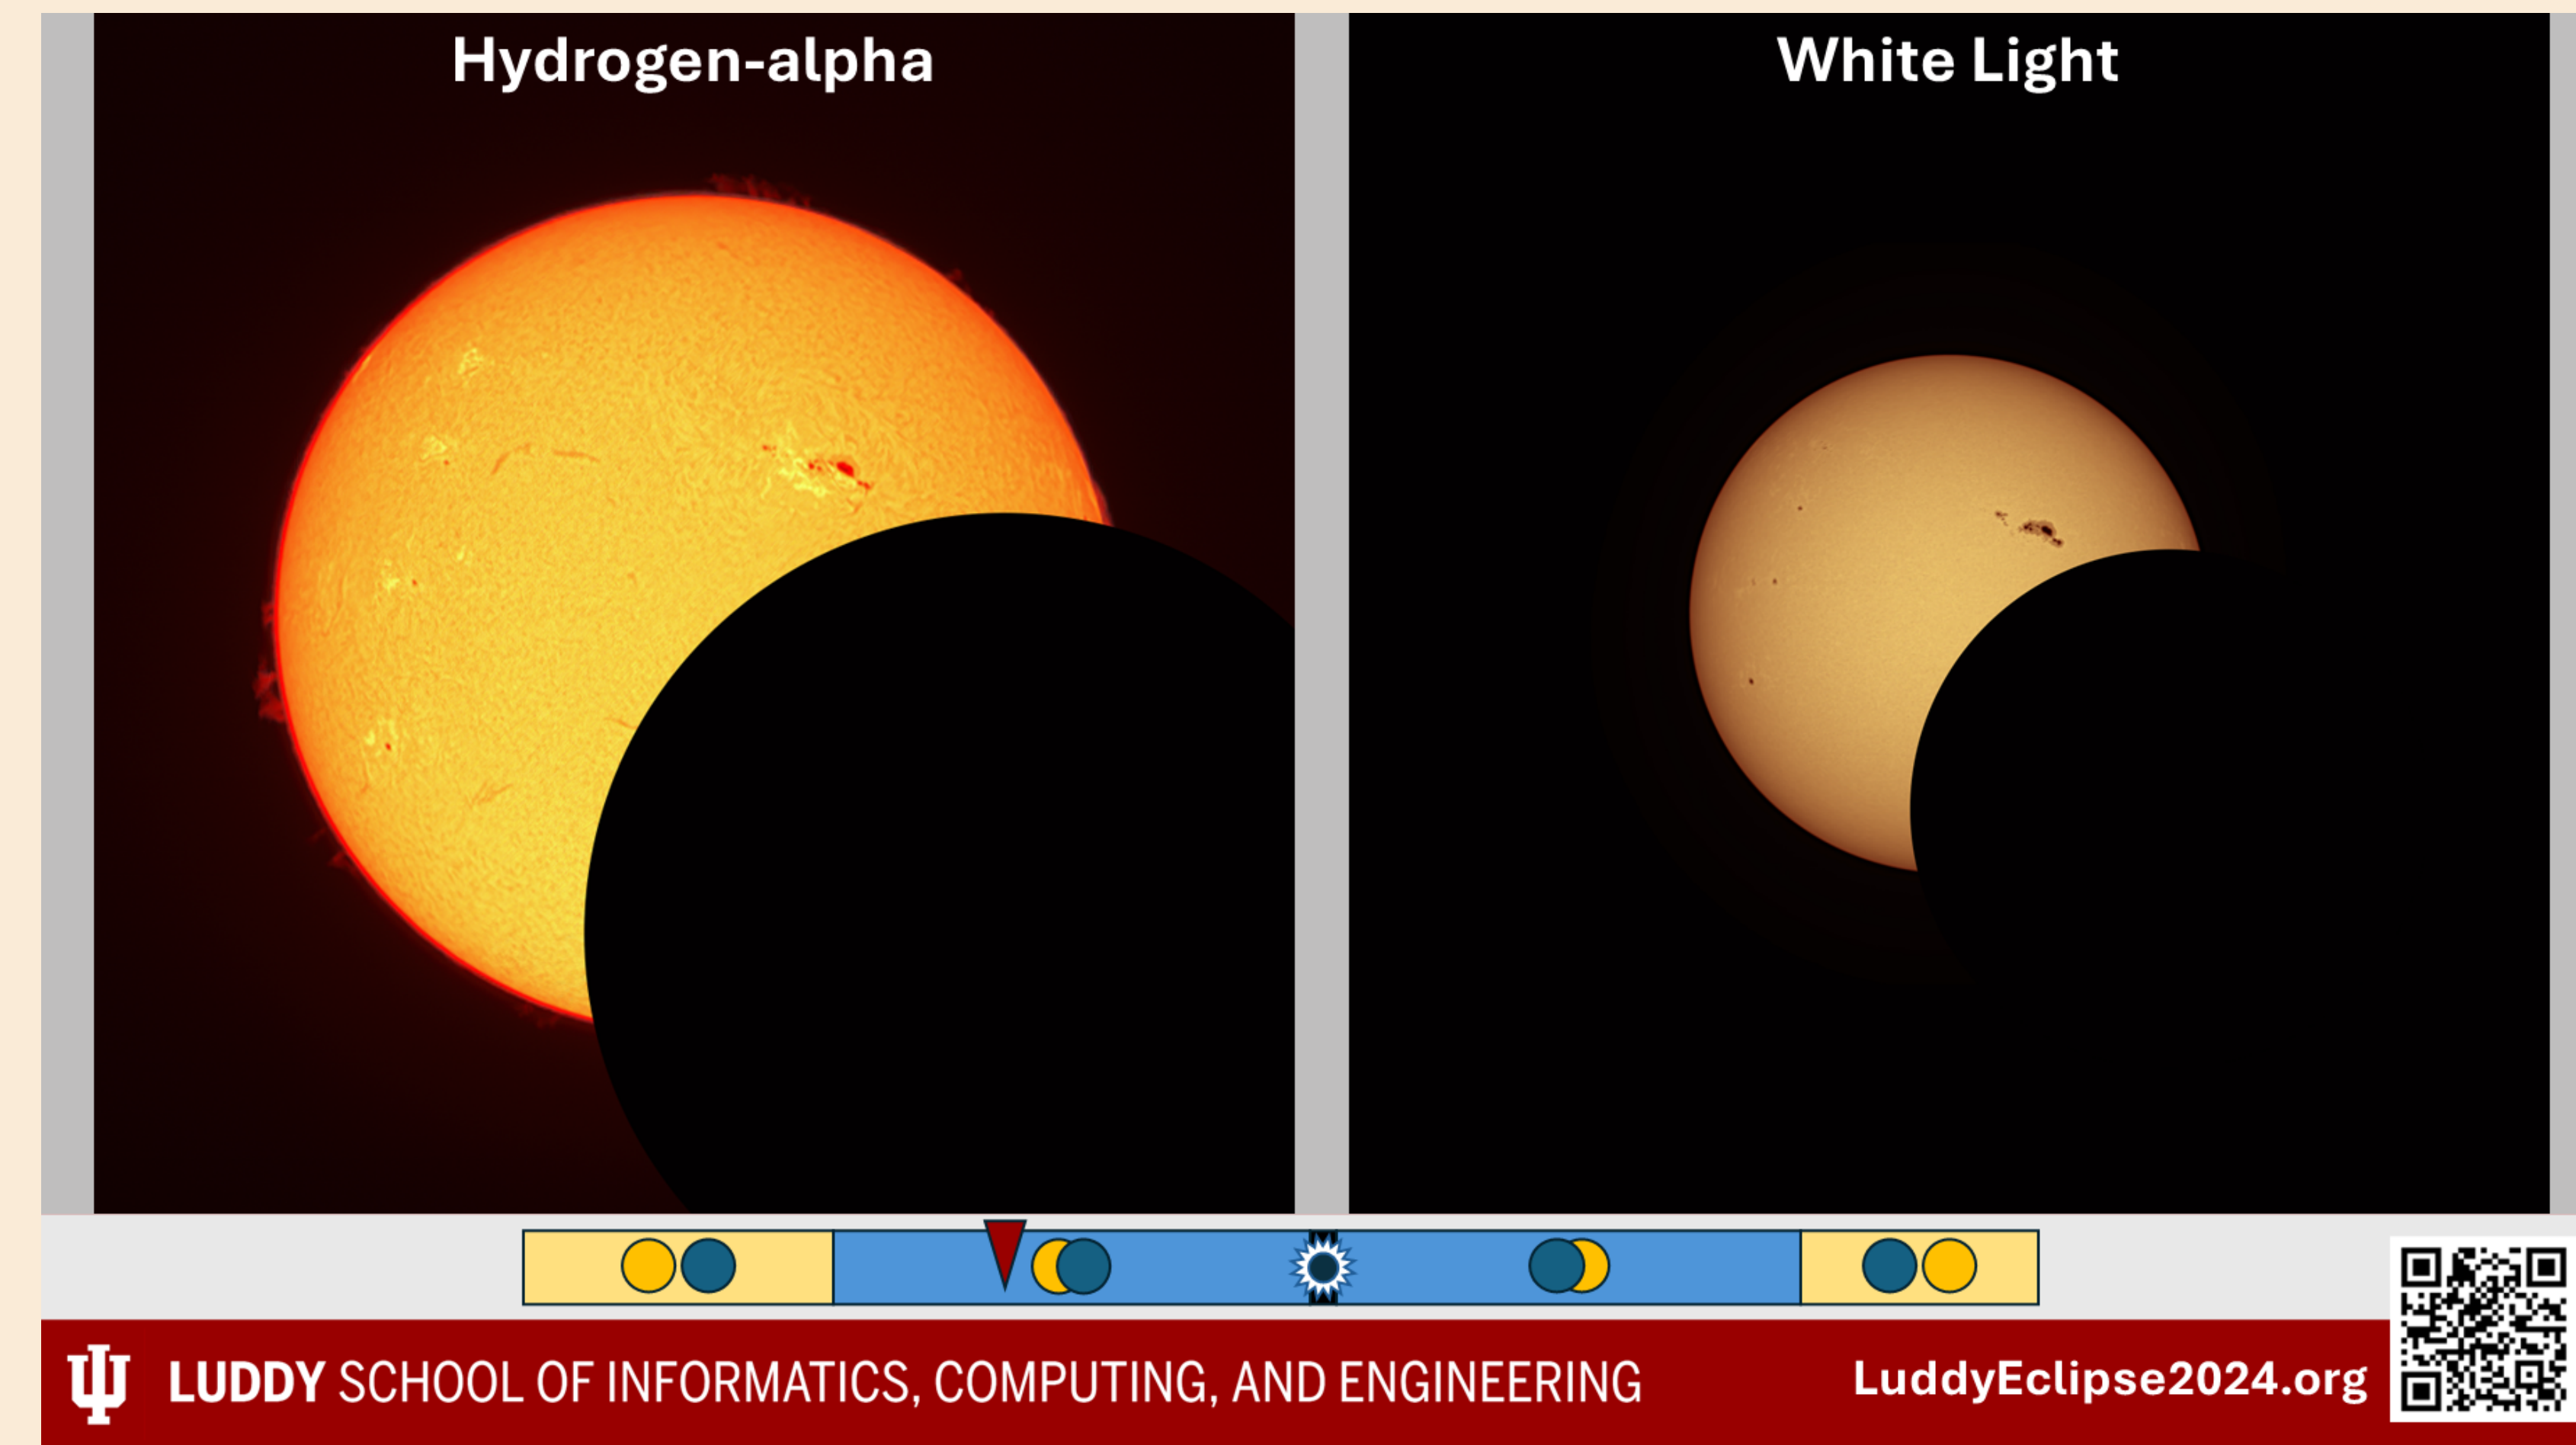 Hydrogen-alpha
White Light
LUDDY SCHOOL OF INFORMATICS, COMPUTING, AND ENGINEERING
LuddyEclipse2024.org